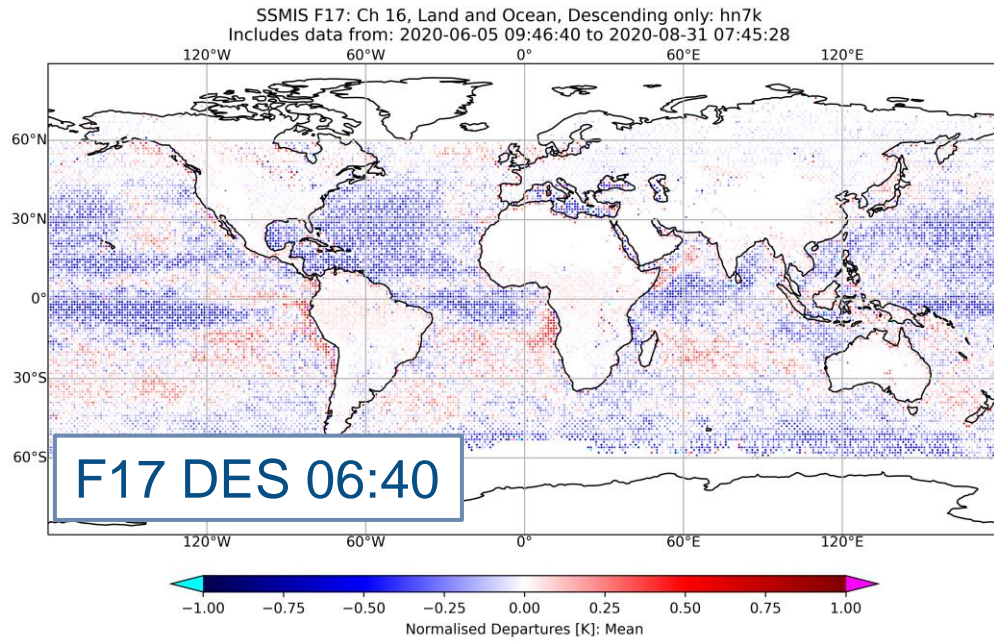 SSMIS F17: Ch 16, Land and Ocean, Descending only: hn7k
Includes data from: 2020-06-05 09:46:40 to 2020-08-31 07:45:28
120°W 60°W 0° 60°E 120°E
60°N
30°N
0°
30°S
60°S
F17 DES 06:40
120°W 60°W 0° 60°E 120°E
−1.00 −0.75 −0.50 −0.25 0.00 0.25 0.50 0.75 1.00
Normalised Departures [K]: Mean